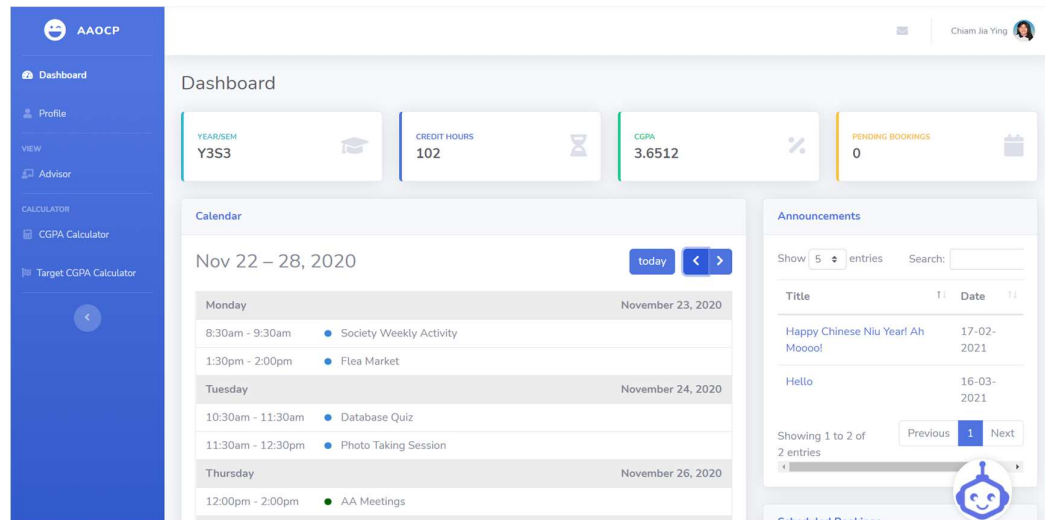 AAOCP
Chiam Jia Ying
Dashboard
Profile
VIEW
Advisor
CALCULATOR
CGPA Calculator
Target CGPA Calculator
Dashboard
YEAR/SEM
Y3S3
CREDIT HOURS
102
CGPA
3.6512
PENDING BOOKINGS
0
Calendar
Nov 22 – 28, 2020
today
Monday November 23, 2020
8:30am - 9:30am Society Weekly Activity
1:30pm - 2:00pm Flea Market
Tuesday November 24, 2020
10:30am - 11:30am Database Quiz
11:30am - 12:30pm Photo Taking Session
Thursday November 26, 2020
12:00pm - 2:00pm AA Meetings
Announcements
Show 5 entries Search:
Title Date
Happy Chinese Niu Year! Ah 17-02-
Moooo! 2021
Hello 16-03-
2021
Showing 1 to 2 of Previous 1 Next
2 entries
Scheduled Bookings